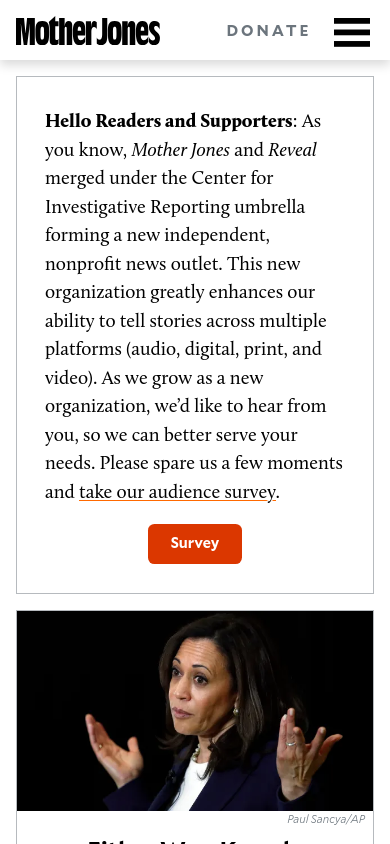 Mother Jones
DONATE
Hello Readers and Supporters: As
you know, Mother Jones and Reveal
merged under the Center for
Investigative Reporting umbrella
forming a new independent,
nonprofit news outlet. This new
organization greatly enhances our
ability to tell stories across multiple
platforms (audio, digital, print, and
video). As we grow as a new
organization, we’d like to hear from
you, so we can better serve your
needs. Please spare us a few moments
and take our audience survey.
Survey
Paul Sancya/AP